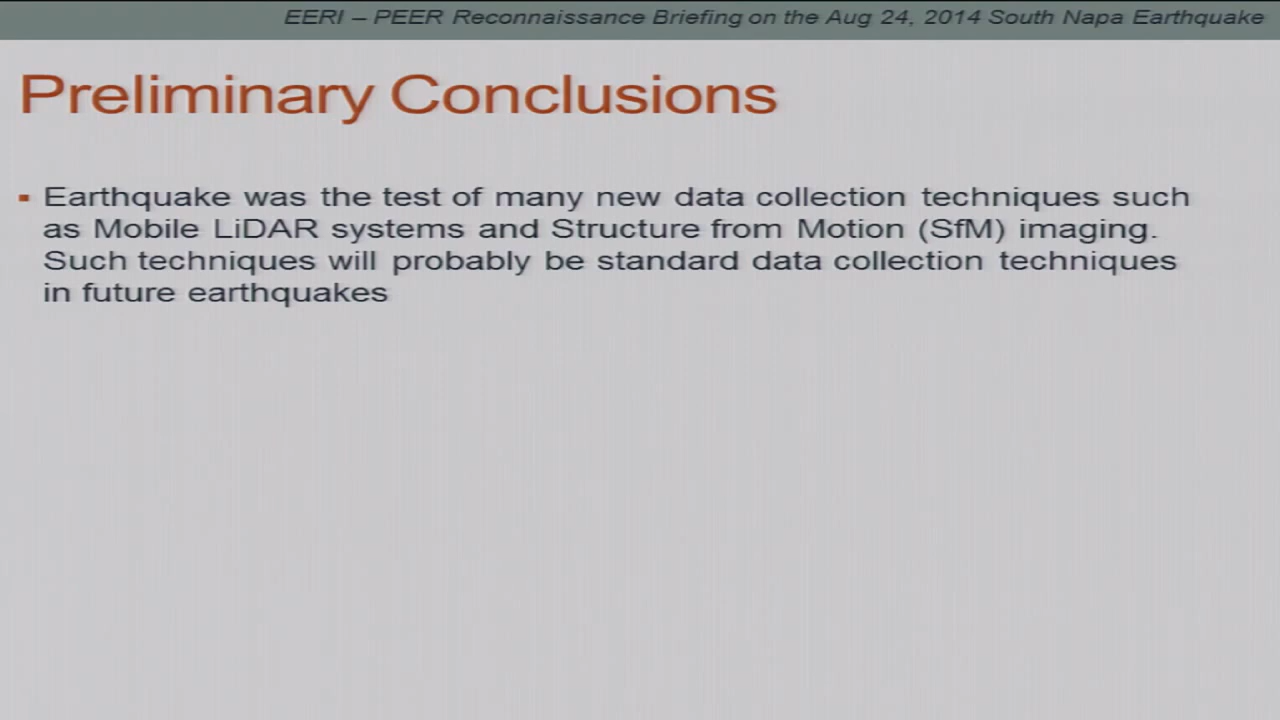 EERI – PEER Reconnaissance Briefing on the Aug 24, 2014 South Napa Earthquake
Preliminary Conclusions
▪ Earthquake was the test of many new data collection techniques such
as Mobile LiDAR systems and Structure from Motion (SfM) imaging.
Such techniques will probably be standard data collection techniques
in future earthquakes